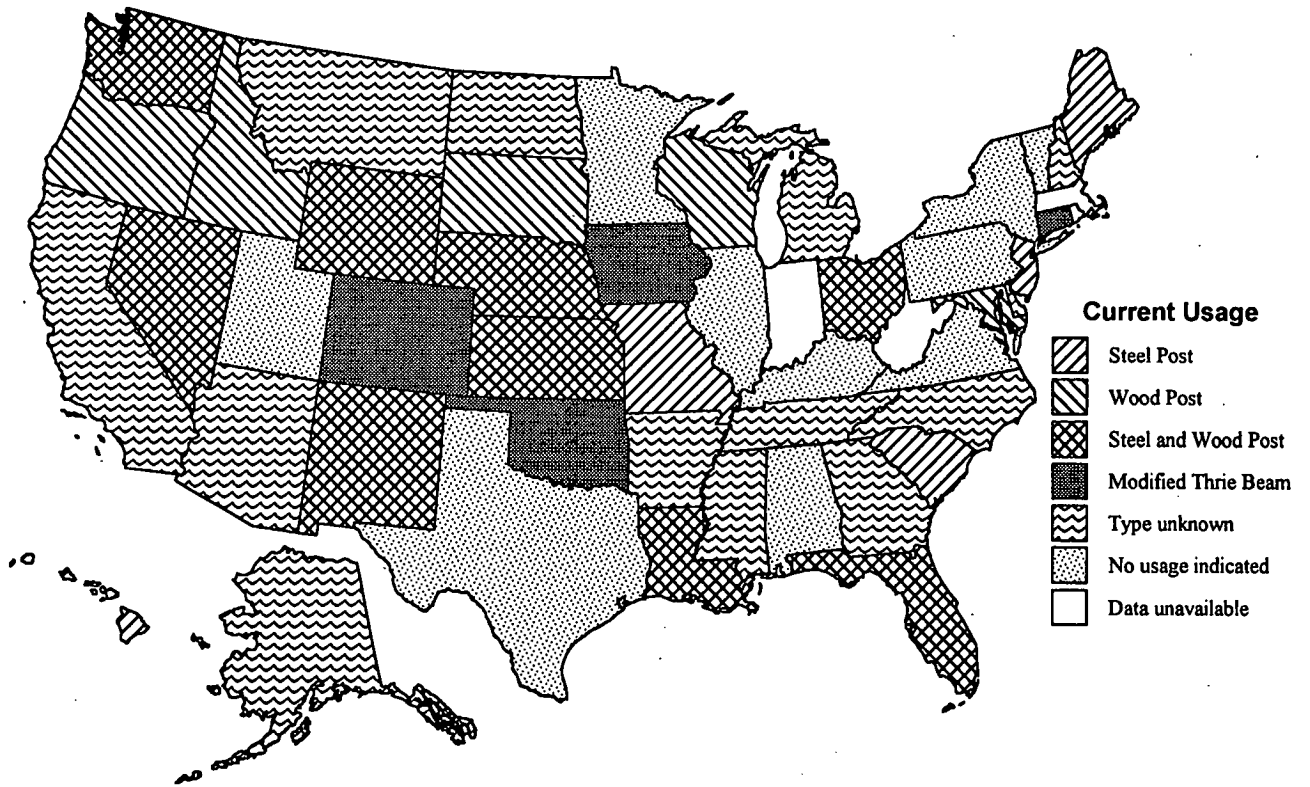 Current Usage
Steel Post
Wood Post
Steel and Wood Post
Modified Thrie Beam
Type unknown
No usage indicated
Data unavailable